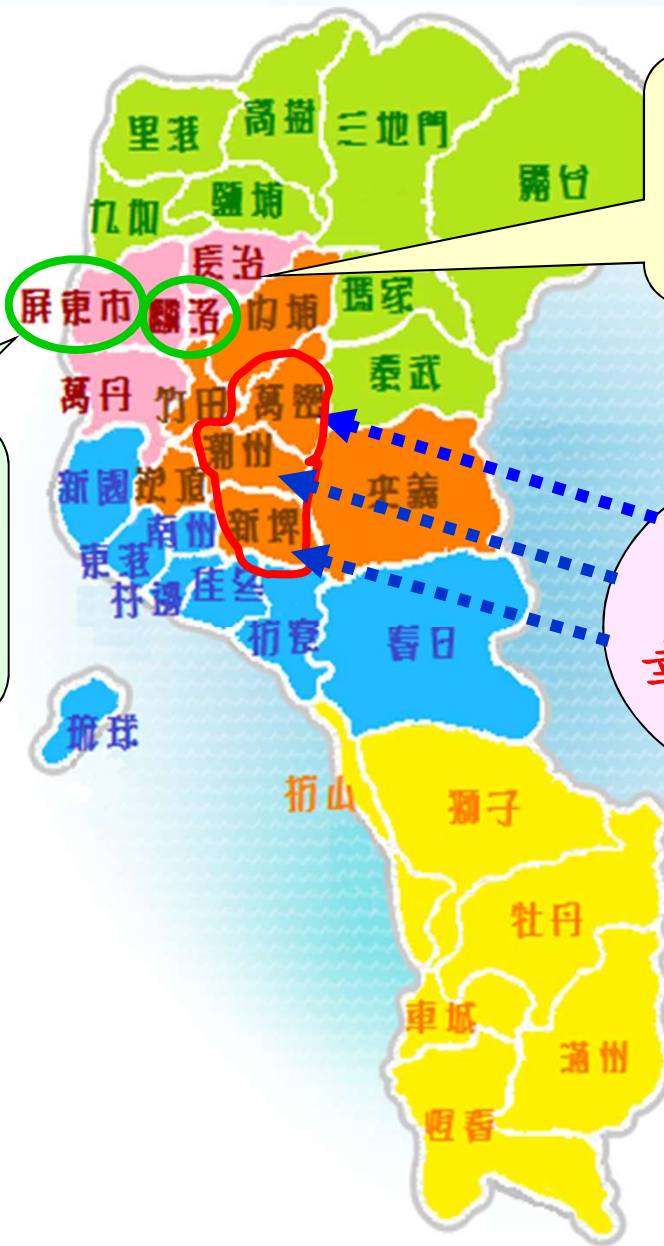 里港
高樹
三地門
霧台
九如
鹽埔
長治
屏東市
麟洛
內埔
瑪家
萬丹
竹田
萬巒
泰武
潮州
新園
崁頂
來義
新埤
南州
東港
林邊
佳冬
枋寮
春日
琉球
枋山
獅子
牡丹
車城
滿州
恆春